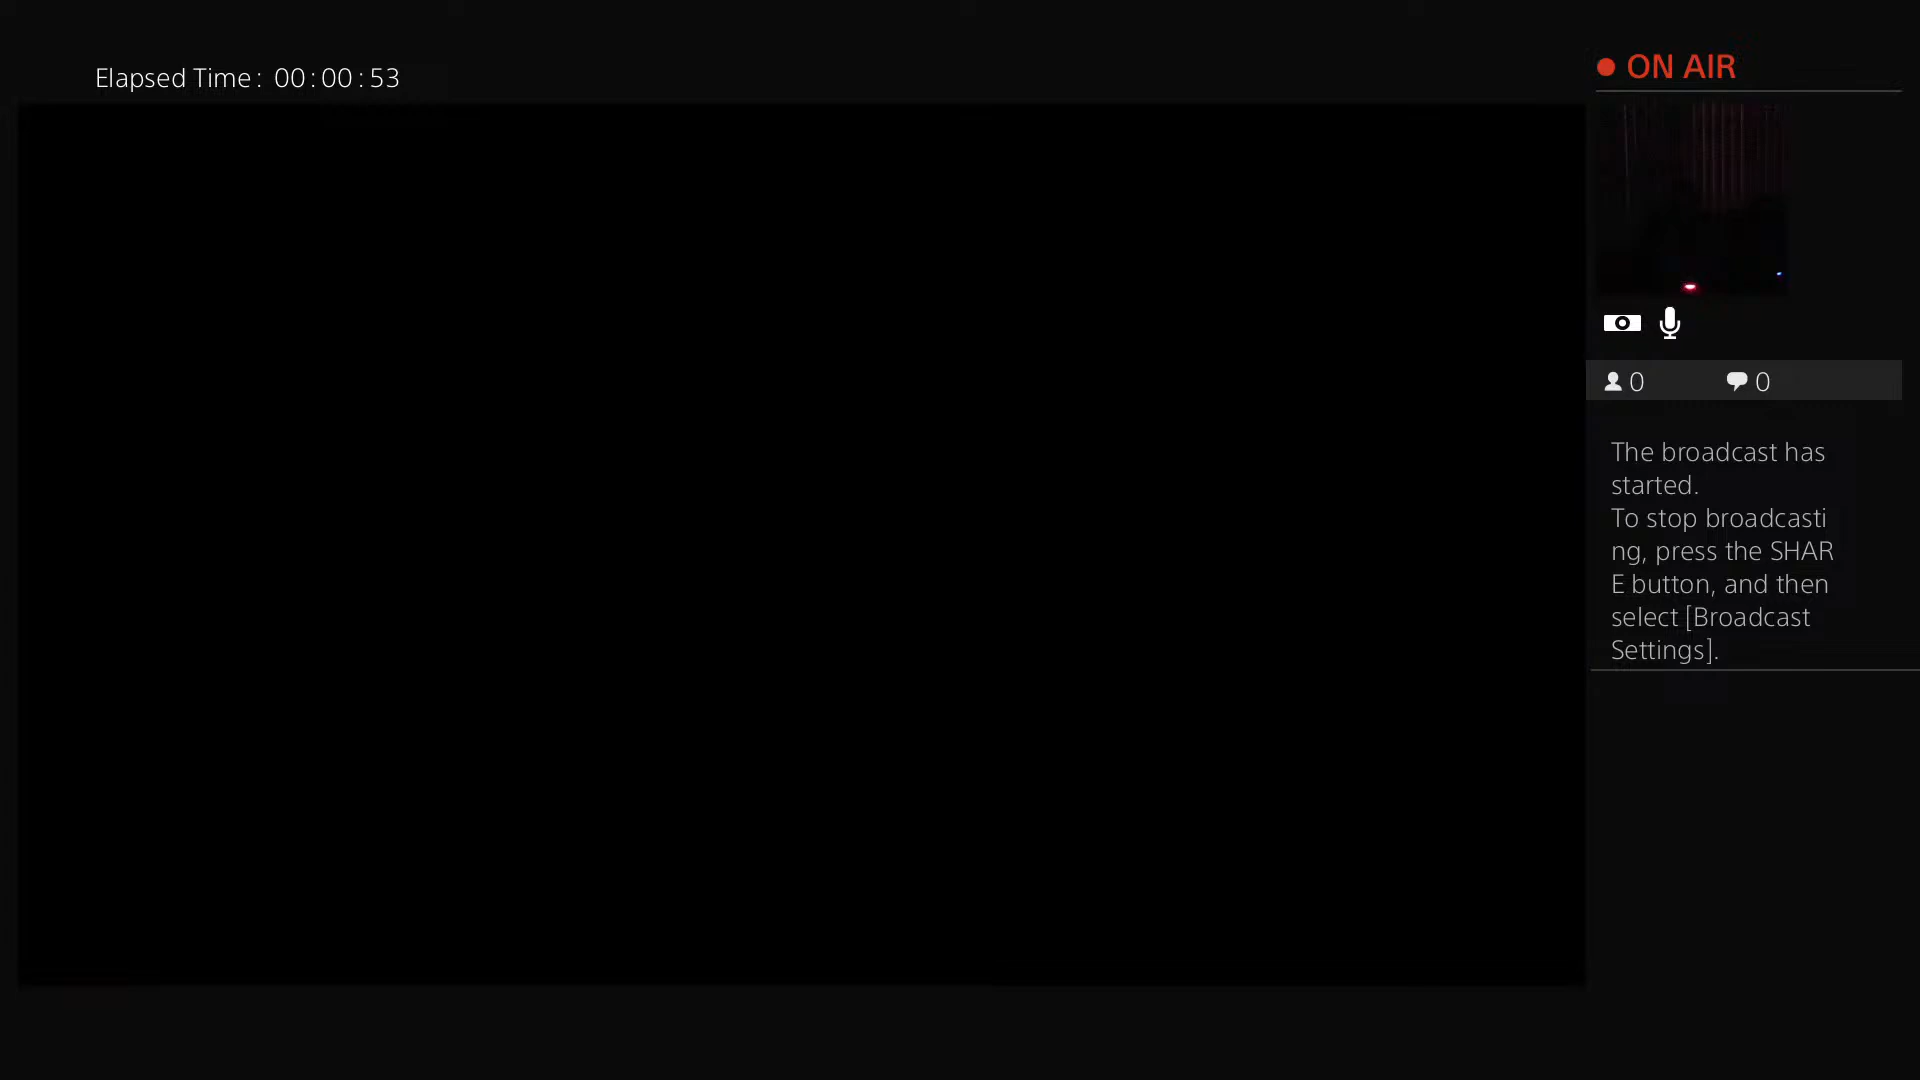 Elapsed Time: 00:00:53
ON AIR
0 0
The broadcast has
started.
To stop broadcasti
ng, press the SHAR
E button, and then
select [Broadcast
Settings].